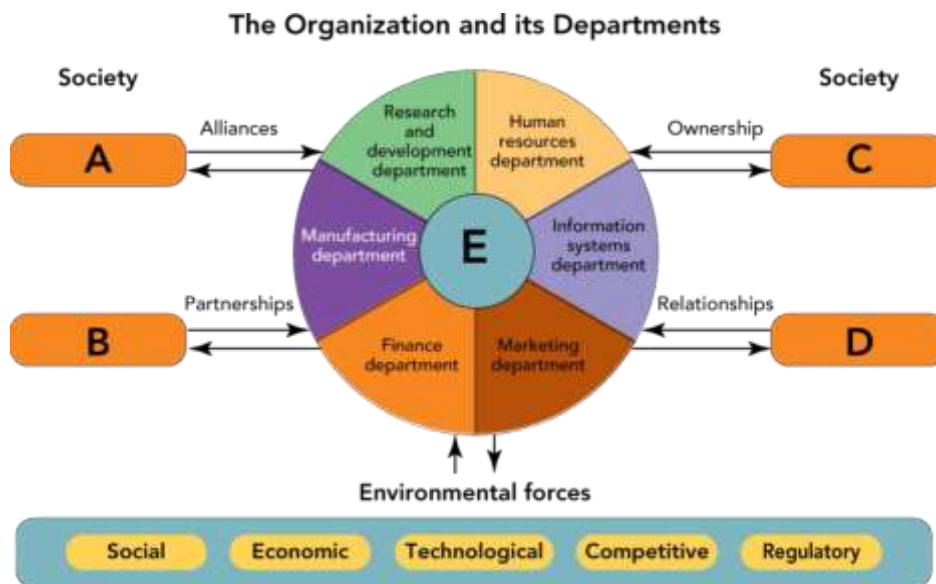 The Organization and its Departments
Society
Society
Alliances
A
Ownership
C
Research
and
development
department
Human
resources
department
Manufacturing
department
E
Information
systems
department
Partnerships
B
Relationships
D
Finance
department
Marketing
department
Environmental forces
Social
Economic
Technological
Competitive
Regulatory